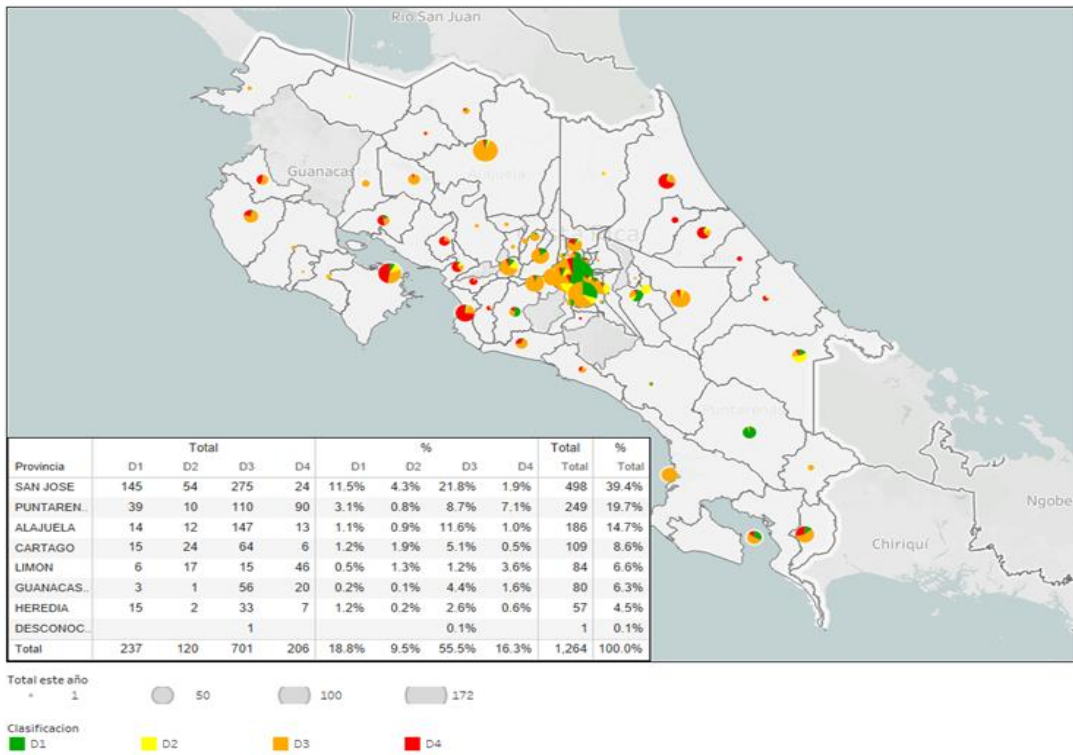 Río San Juan
Guanacaste
Alajuela
Puntarenas
Ngobe
Chiriquí
Total % Total %
Provincia D1 D2 D3 D4 D1 D2 D3 D4 Total Total
SAN JOSE 145 54 275 24 11.5% 4.3% 21.8% 1.9% 498 39.4%
PUNTAREN.. 39 10 110 90 3.1% 0.8% 8.7% 7.1% 249 19.7%
ALAJUELA 14 12 147 13 1.1% 0.9% 11.6% 1.0% 186 14.7%
CARTAGO 15 24 64 6 1.2% 1.9% 5.1% 0.5% 109 8.6%
LIMON 6 17 15 46 0.5% 1.3% 1.2% 3.6% 84 6.6%
GUANACAS.. 3 1 56 20 0.2% 0.1% 4.4% 1.6% 80 6.3%
HEREDIA 15 2 33 7 1.2% 0.2% 2.6% 0.6% 57 4.5%
DESCONOC.. 1 0.1% 1 0.1%
Total 237 120 701 206 18.8% 9.5% 55.5% 16.3% 1,264 100.0%
Total este año
1 50 100 172
Clasificacion
D1 D2 D3 D4